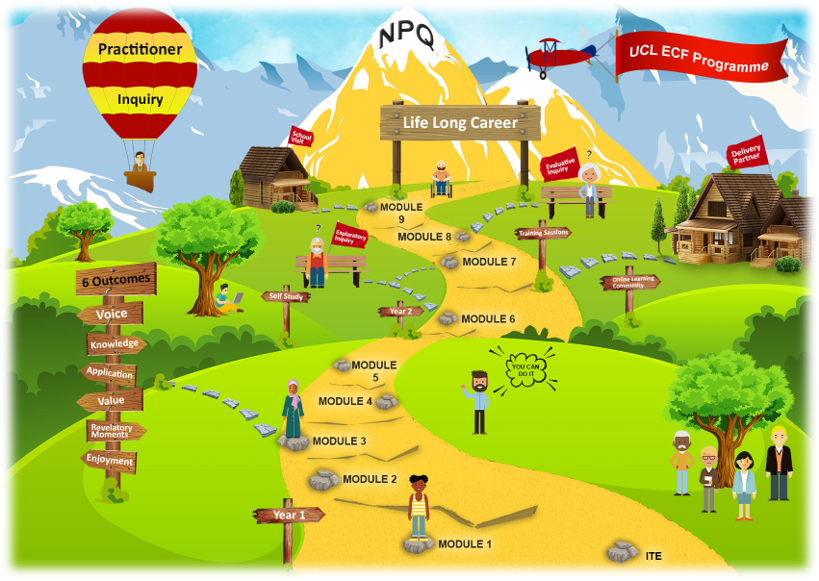 NPQ
UCL ECF Programme
Practitioner
Inquiry
Life Long Career
School
Visit
Evaluative
Inquiry
?
Delivery
Partner
MODULE
9
?
Exploratory
Inquiry
MODULE 8
Training Sessions
MODULE 7
6 Outcomes
Voice
Knowledge
Application
Value
Revelatory
Moments
Enjoyment
Self Study
Year 2
Online Learning
Community
MODULE 6
MODULE
5
YOU CAN
DO IT
MODULE 4
MODULE 3
MODULE 2
Year 1
MODULE 1
ITE